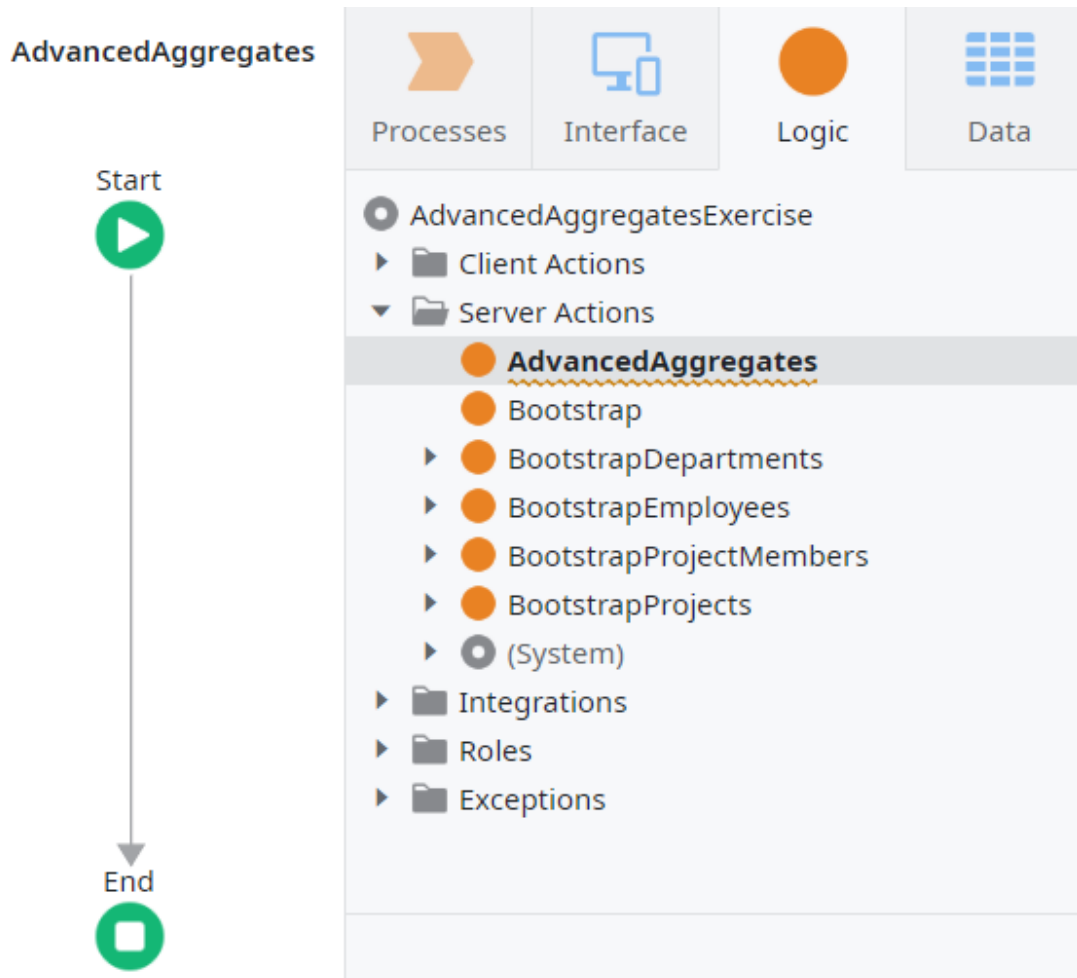 AdvancedAggregates
Start
End
Processes
Interface
Logic
Data
AdvancedAggregatesExercise
Client Actions
Server Actions
AdvancedAggregates
Bootstrap
BootstrapDepartments
BootstrapEmployees
BootstrapProjectMembers
BootstrapProjects
(System)
Integrations
Roles
Exceptions